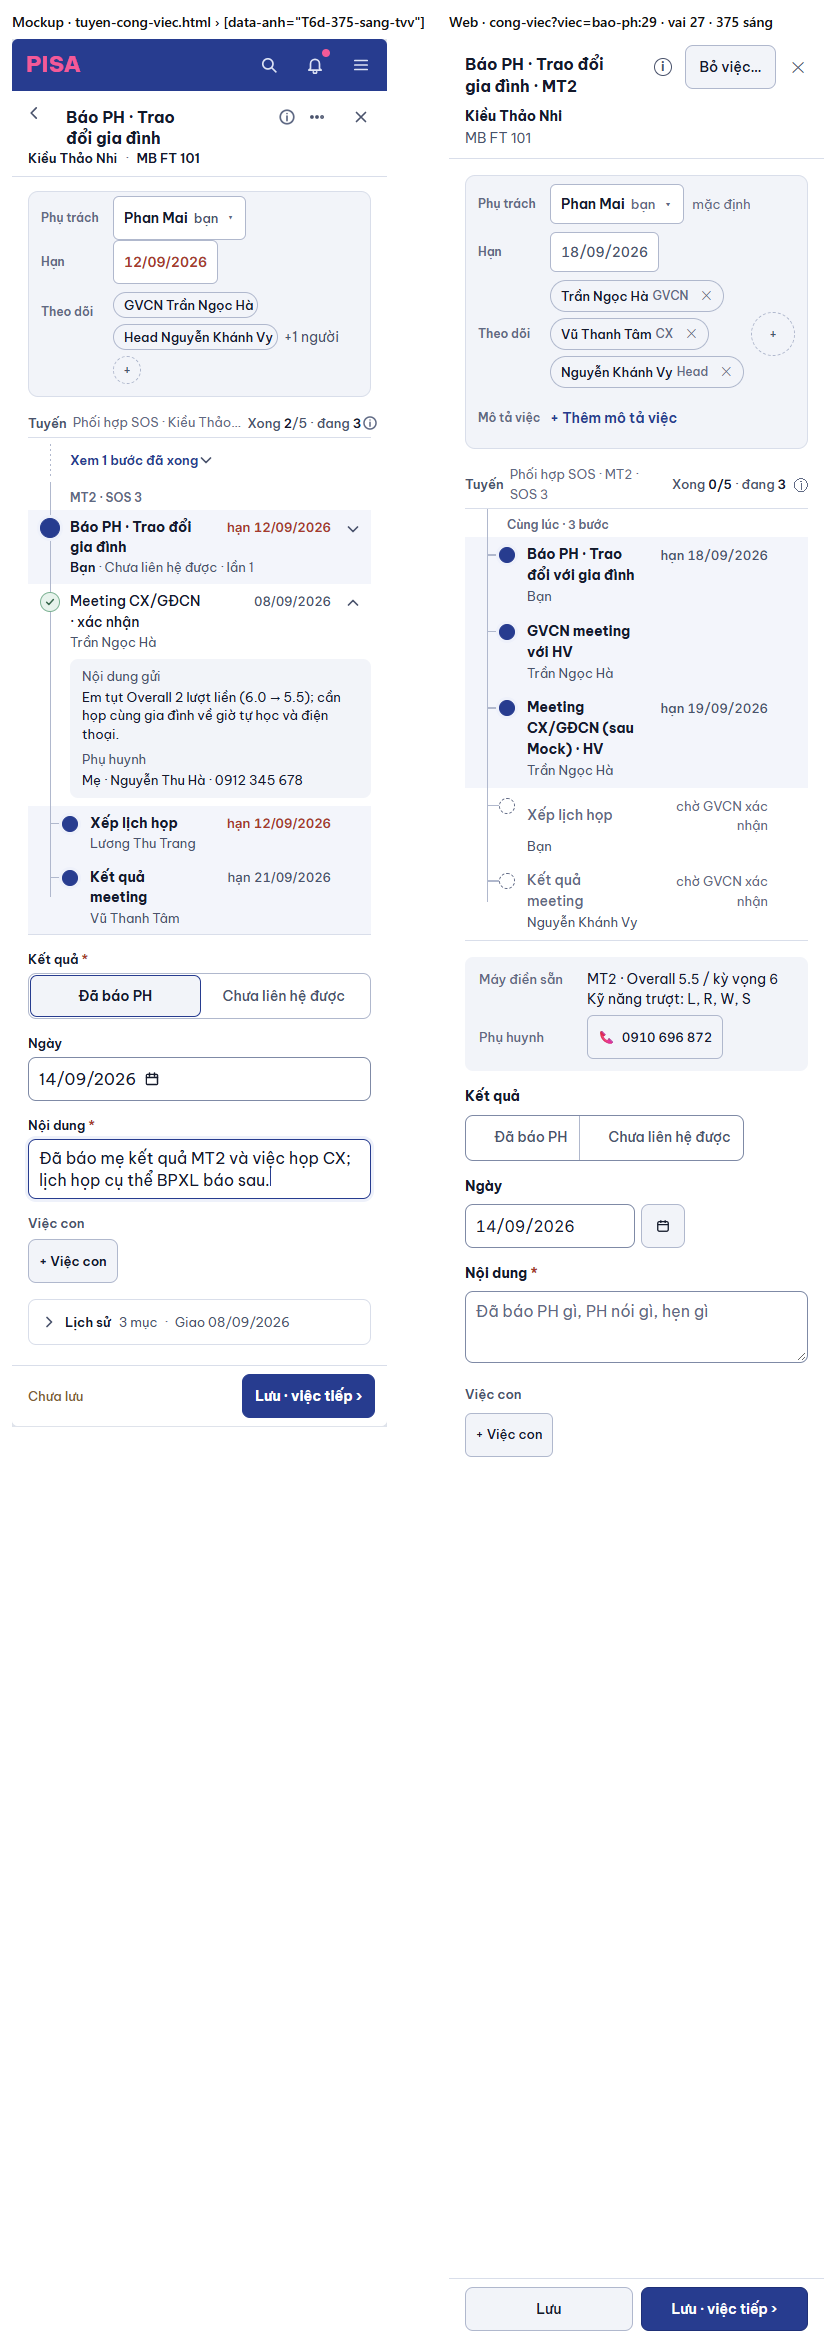 Mockup · tuyen-cong-viec.html › [data-anh="T6d-375-sang-tvv"]
PISA
Báo PH · Trao
đổi gia đình
Kiều Thảo Nhi · MB FT 101
Phụ trách Phan Mai bạn
Hạn 12/09/2026
Theo dõi GVCN Trần Ngọc Hà
Head Nguyễn Khánh Vy +1 người
+
Tuyến Phối hợp SOS · Kiều Thảo... Xong 2/5 · đang 3
Xem 1 bước đã xong
MT2 · SOS 3
Báo PH · Trao đổi hạn 12/09/2026
gia đình
Bạn · Chưa liên hệ được · lần 1
Meeting CX/GĐCN 08/09/2026
· xác nhận
Trần Ngọc Hà
Nội dung gửi
Em tụt Overall 2 lượt liền (6.0 → 5.5); cần
họp cùng gia đình về giờ tự học và điện
thoại.
Phụ huynh
Mẹ · Nguyễn Thu Hà · 0912 345 678
Xếp lịch họp hạn 12/09/2026
Lương Thu Trang
Kết quả hạn 21/09/2026
meeting
Vũ Thanh Tâm
Kết quả *
Đã báo PH Chưa liên hệ được
Ngày
14/09/2026
Nội dung *
Đã báo mẹ kết quả MT2 và việc họp CX;
lịch họp cụ thể BPXL báo sau.
Việc con
+ Việc con
Lịch sử 3 mục · Giao 08/09/2026
Chưa lưu Lưu · việc tiếp ›
Web · cong-viec?viec=bao-ph:29 · vai 27 · 375 sáng
Báo PH · Trao đổi
gia đình · MT2
Bỏ việc...
Kiều Thảo Nhi
MB FT 101
Phụ trách Phan Mai bạn mặc định
Hạn 18/09/2026
Trần Ngọc Hà GVCN
Theo dõi Vũ Thanh Tâm CX +
Nguyễn Khánh Vy Head
Mô tả việc + Thêm mô tả việc
Tuyến Phối hợp SOS · MT2 · Xong 0/5 · đang 3
SOS 3
Cùng lúc · 3 bước
Báo PH · Trao hạn 18/09/2026
đổi với gia đình
Bạn
GVCN meeting
với HV
Trần Ngọc Hà
Meeting hạn 19/09/2026
CX/GĐCN (sau
Mock) · HV
Trần Ngọc Hà
Xếp lịch họp chờ GVCN xác
nhận
Bạn
Kết quả chờ GVCN xác
meeting nhận
Nguyễn Khánh Vy
Máy điền sẵn MT2 · Overall 5.5 / kỳ vọng 6
Kỹ năng trượt: L, R, W, S
Phụ huynh 0910 696 872
Kết quả
Đã báo PH Chưa liên hệ được
Ngày
14/09/2026
Nội dung *
Đã báo PH gì, PH nói gì, hẹn gì
Việc con
+ Việc con
Lưu Lưu · việc tiếp ›